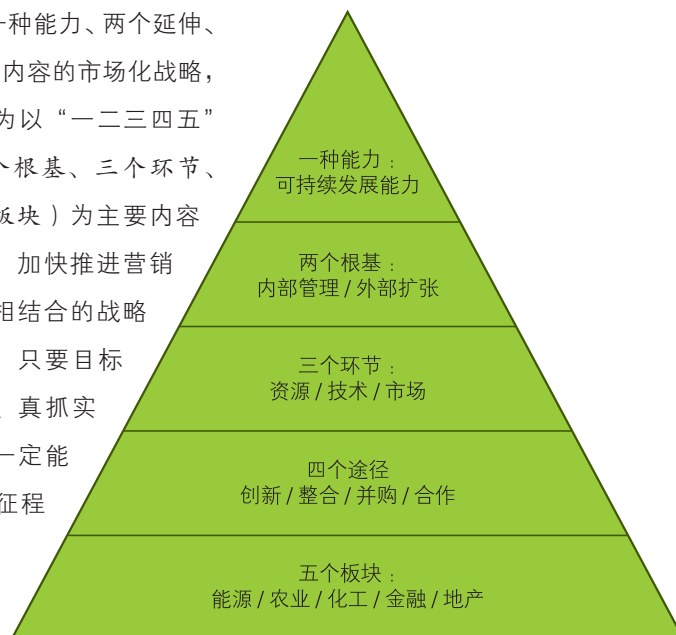 一种能力、两个延伸、
内容的市场化战略，
为以“一二三四五”
个根基、三个环节、
板块）为主要内容
加快推进营销
相结合的战略
只要目标
真抓实
一定能
征程
一种能力：
可持续发展能力
两个根基：
内部管理 / 外部扩张
三个环节：
资源 / 技术 / 市场
四个途径
创新 / 整合 / 并购 / 合作
五个板块：
能源 / 农业 / 化工 / 金融 / 地产